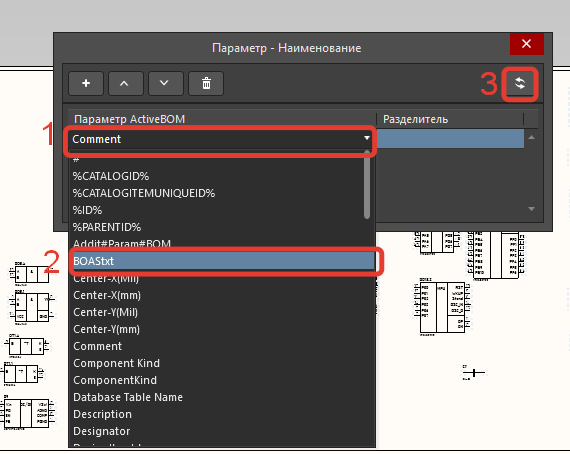 Параметр - Наименование
3
Параметр ActiveBOM
Разделитель
1
Comment
#
%CATALOGID%
%CATALOGITEMUNIQUEID%
%ID%
%PARENTID%
Addit#Param#BOM
2
BOAStxt
Center-X(Mil)
Center-X(mm)
Center-Y(Mil)
Center-Y(mm)
Comment
Component Kind
ComponentKind
Database Table Name
Description
Designator